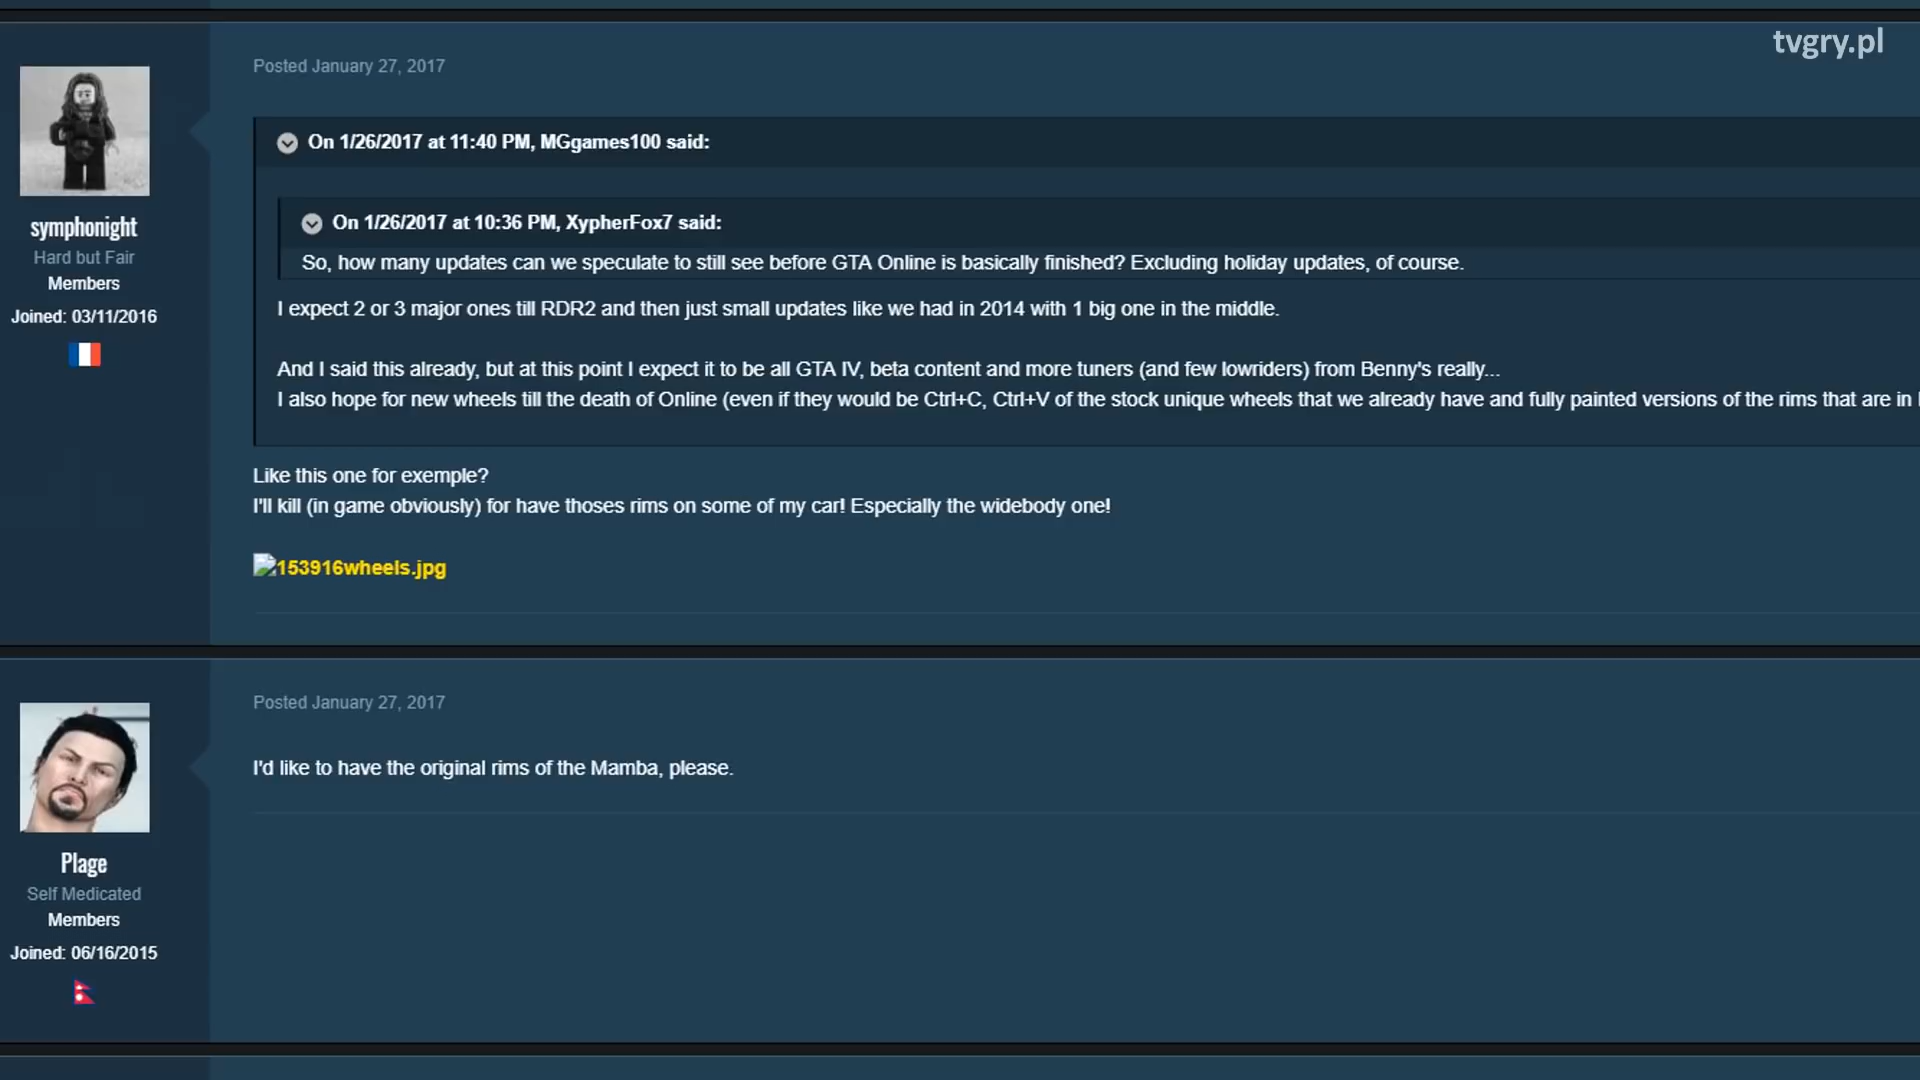 tvgry.pl
Posted January 27, 2017
symphonight
Hard but Fair
Members
Joined: 03/11/2016
On 1/26/2017 at 11:40 PM, MGgames100 said:
On 1/26/2017 at 10:36 PM, XypherFox7 said:
So, how many updates can we speculate to still see before GTA Online is basically finished? Excluding holiday updates, of course.
I expect 2 or 3 major ones till RDR2 and then just small updates like we had in 2014 with 1 big one in the middle.
And I said this already, but at this point I expect it to be all GTA IV, beta content and more tuners (and few lowriders) from Benny's really...
I also hope for new wheels till the death of Online (even if they would be Ctrl+C, Ctrl+V of the stock unique wheels that we already have and fully painted versions of the rims that are in
Like this one for exemple?
I'll kill (in game obviously) for have thoses rims on some of my car! Especially the widebody one!
153916wheels.jpg
Plage
Self Medicated
Members
Joined: 06/16/2015
Posted January 27, 2017
I'd like to have the original rims of the Mamba, please.